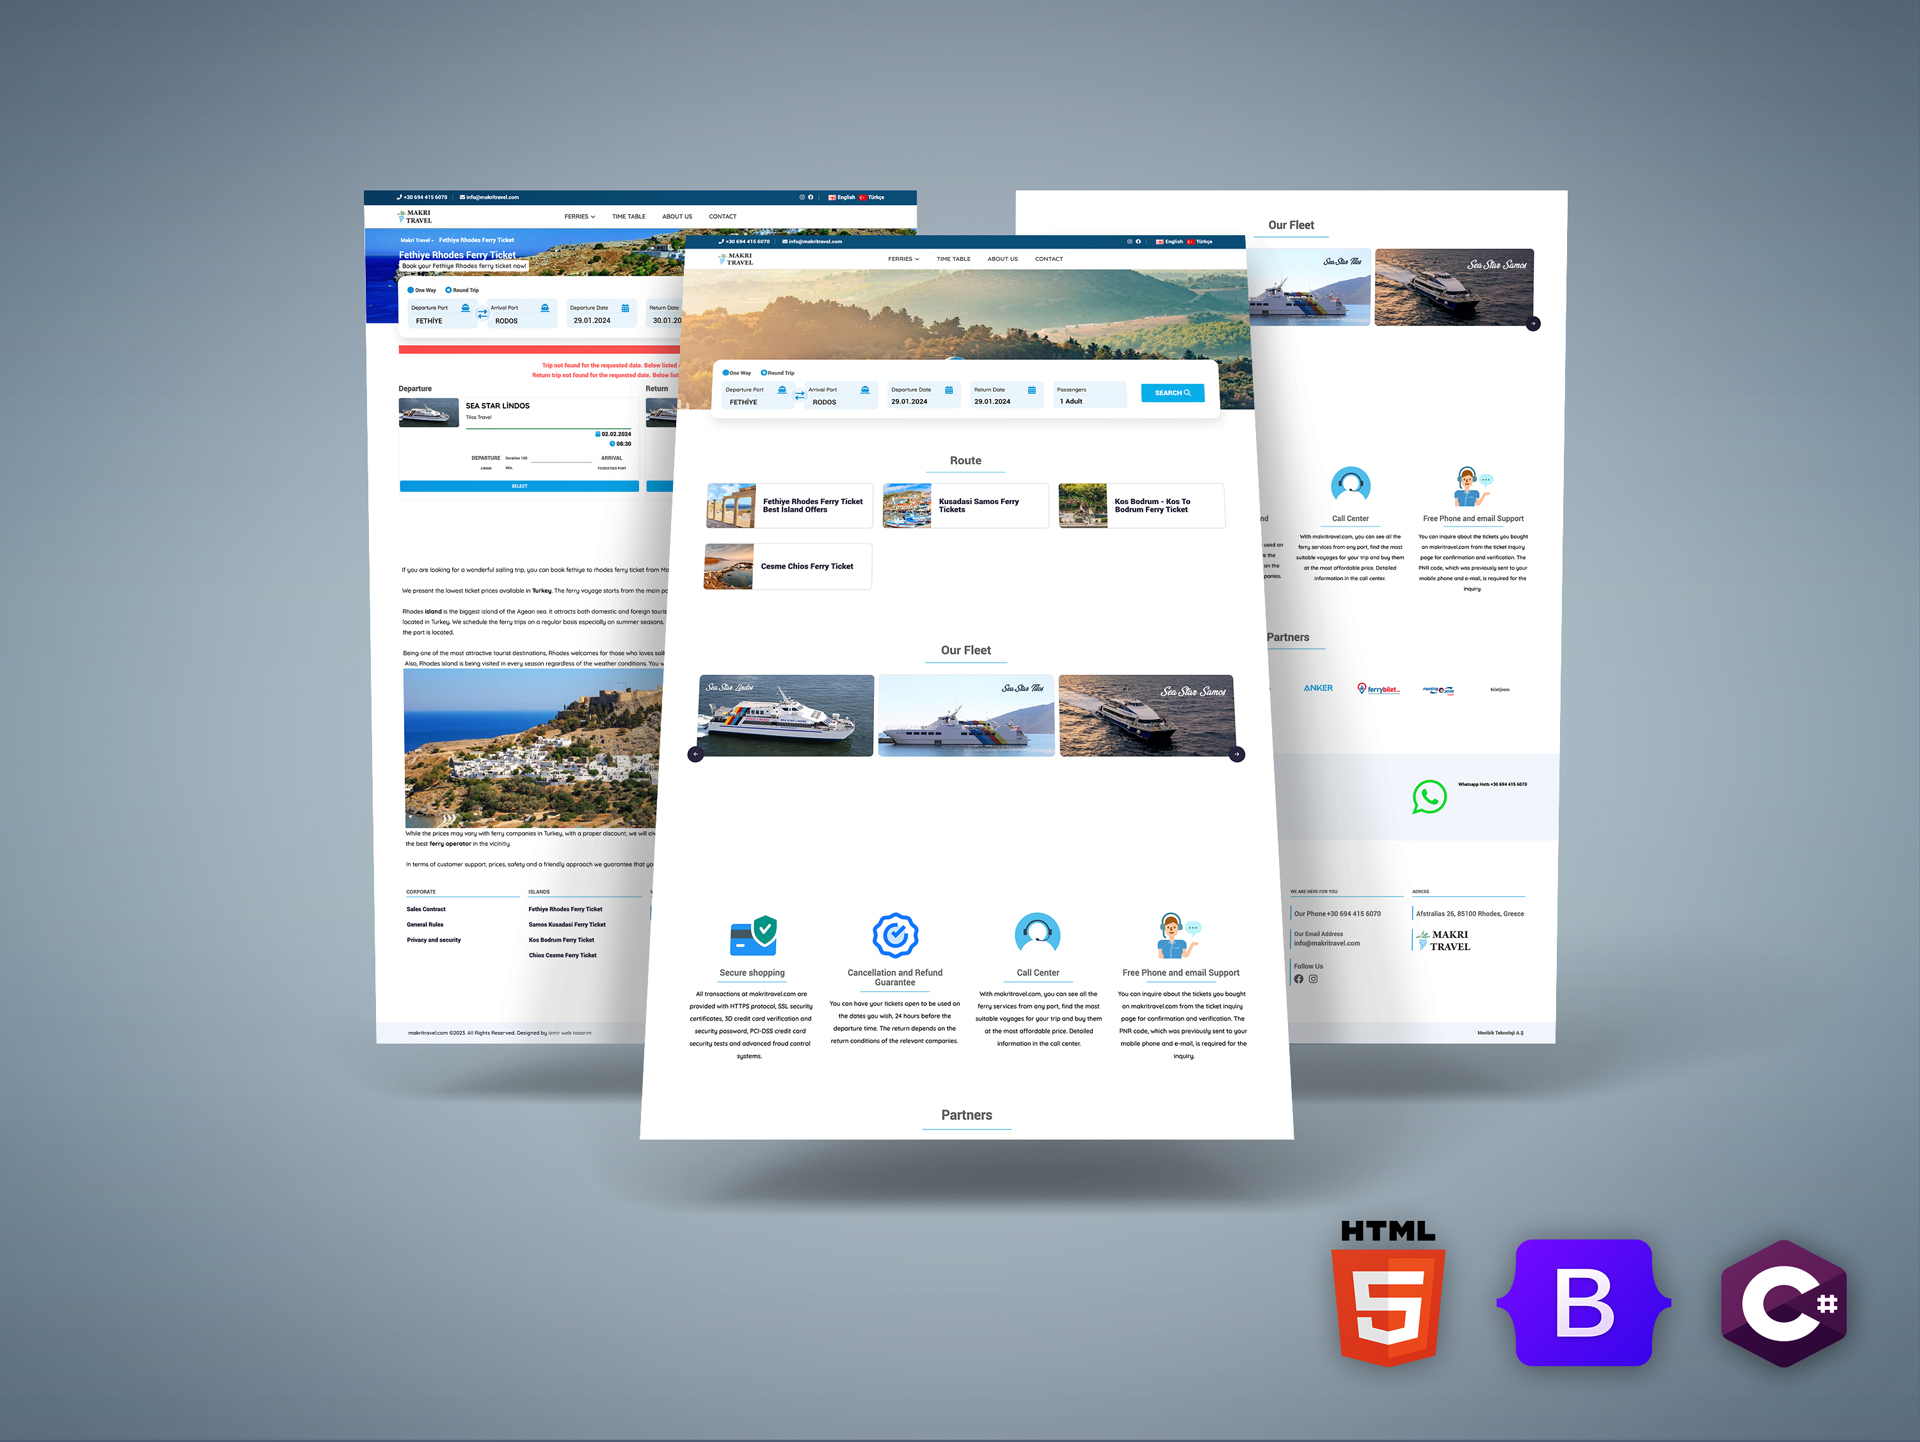 +30 694 415 6070
info@makritravel.com
English
Türkçe
MAKRI
TRAVEL
FERRIES
TIME TABLE
ABOUT US
CONTACT
Makri Travel -
Fethiye Rhodes Ferry Ticket
Fethiye Rhodes Ferry Ticket
Book your Fethiye Rhodes ferry ticket now!
One Way
Round Trip
Departure Port
FETHİYE
Arrival Port
RODOS
Departure Date
29.01.2024
Return Date
30.01.20
Trip not found for the requested date. Below listed
Return trip not found for the requested date. Below list
Departure
Return
SEA STAR LİNDOS
Tilos Travel
02.02.2024
08:30
DEPARTURE
ARRIVAL
SELECT
If you are looking for a wonderful sailing trip, you can book fethiye to rhodes ferry ticket from Ma
We present the lowest ticket prices available in Turkey. The ferry voyage starts from the main po
Rhodes island is the biggest island of the Agean sea. It attracts both domestic and foreign touris
located in Turkey. We schedule the ferry trips on a regular basis especially on summer seasons.
the port is located.
Being one of the most attractive tourist destinations, Rhodes welcomes for those who loves sail
Also, Rhodes island is being visited in every season regardless of the weather conditions. You w
While the prices may vary with ferry companies in Turkey, with a proper discount, we will al
the best ferry operator in the vicinity.
In terms of customer support, prices, safety and a friendly approach we guarantee that yo
CORPORATE
Sales Contract
General Rules
Privacy and security
ISLANDS
Fethiye Rhodes Ferry Ticket
Samos Kusadasi Ferry Ticket
Kos Bodrum Ferry Ticket
Chios Cesme Ferry Ticket
makritravel.com ©2023. All Rights Reserved. Designed by izmir web tasarım
+30 694 415 6070
info@makritravel.com
English
Türkçe
MAKRI
TRAVEL
FERRIES
TIME TABLE
ABOUT US
CONTACT
One Way
Round Trip
Departure Port
FETHİYE
Arrival Port
RODOS
Departure Date
29.01.2024
Return Date
29.01.2024
Passengers
1 Adult
SEARCH
Route
Fethiye Rhodes Ferry Ticket
Best Island Offers
Kusadasi Samos Ferry
Tickets
Kos Bodrum - Kos To
Bodrum Ferry Ticket
Cesme Chios Ferry Ticket
Our Fleet
Sea Star Lindos
Sea Star Tilos
Sea Star Samos
Secure shopping
All transactions at makritravel.com are
provided with HTTPS protocol, SSL security
certificates, 3D credit card verification and
security password, PCI-DSS credit card
security tests and advanced fraud control
systems.
Cancellation and Refund
Guarantee
You can have your tickets open to be used on
the dates you wish, 24 hours before the
departure time. The return depends on the
return conditions of the relevant companies.
Call Center
With makritravel.com, you can see all the
ferry services from any port, find the most
suitable voyages for your trip and buy them
at the most affordable price. Detailed
information in the call center.
Free Phone and email Support
You can inquire about the tickets you bought
on makritravel.com from the ticket inquiry
page for confirmation and verification. The
PNR code, which was previously sent to your
mobile phone and e-mail, is required for the
inquiry.
Partners
Our Fleet
Sea Star Tilos
Sea Star Samos
nd
used on
e the
on the
panies.
Call Center
With makritravel.com, you can see all the
ferry services from any port, find the most
suitable voyages for your trip and buy them
at the most affordable price. Detailed
information in the call center.
Free Phone and email Support
You can inquire about the tickets you bought
on makritravel.com from the ticket inquiry
page for confirmation and verification. The
PNR code, which was previously sent to your
mobile phone and e-mail, is required for the
inquiry.
Partners
ANKER
ferrybilet
Whatsapp Hattı +30 694 415 6070
WE ARE HERE FOR YOU
Our Phone +30 694 415 6070
Our Email Address
info@makritravel.com
Follow Us
ADRESS
Afstralias 26, 85100 Rhodes, Greece
MAKRI
TRAVEL
Meribik Teknoloji A.Ş
HTML
5
B
C#